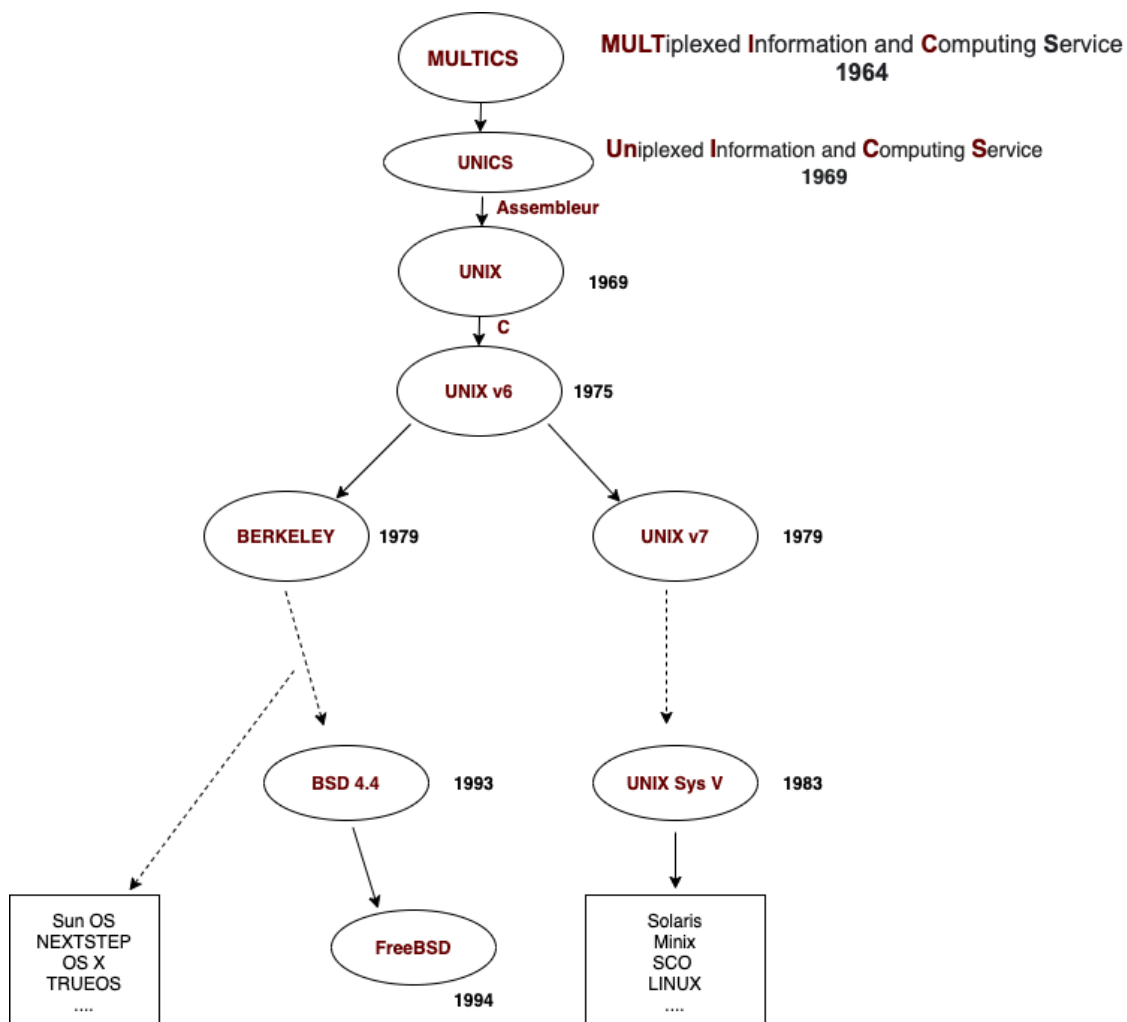 MULTICS
MULTiplexed Information and Computing Service
1964
UNICS
Uniplexed Information and Computing Service
1969
Assembleur
UNIX
1969
C
UNIX v6
1975
BERKELEY
1979
UNIX v7
1979
BSD 4.4
1993
UNIX Sys V
1983
Sun OS
NEXTSTEP
OS X
TRUEOS
....
FreeBSD
1994
Solaris
Minix
SCO
LINUX
....